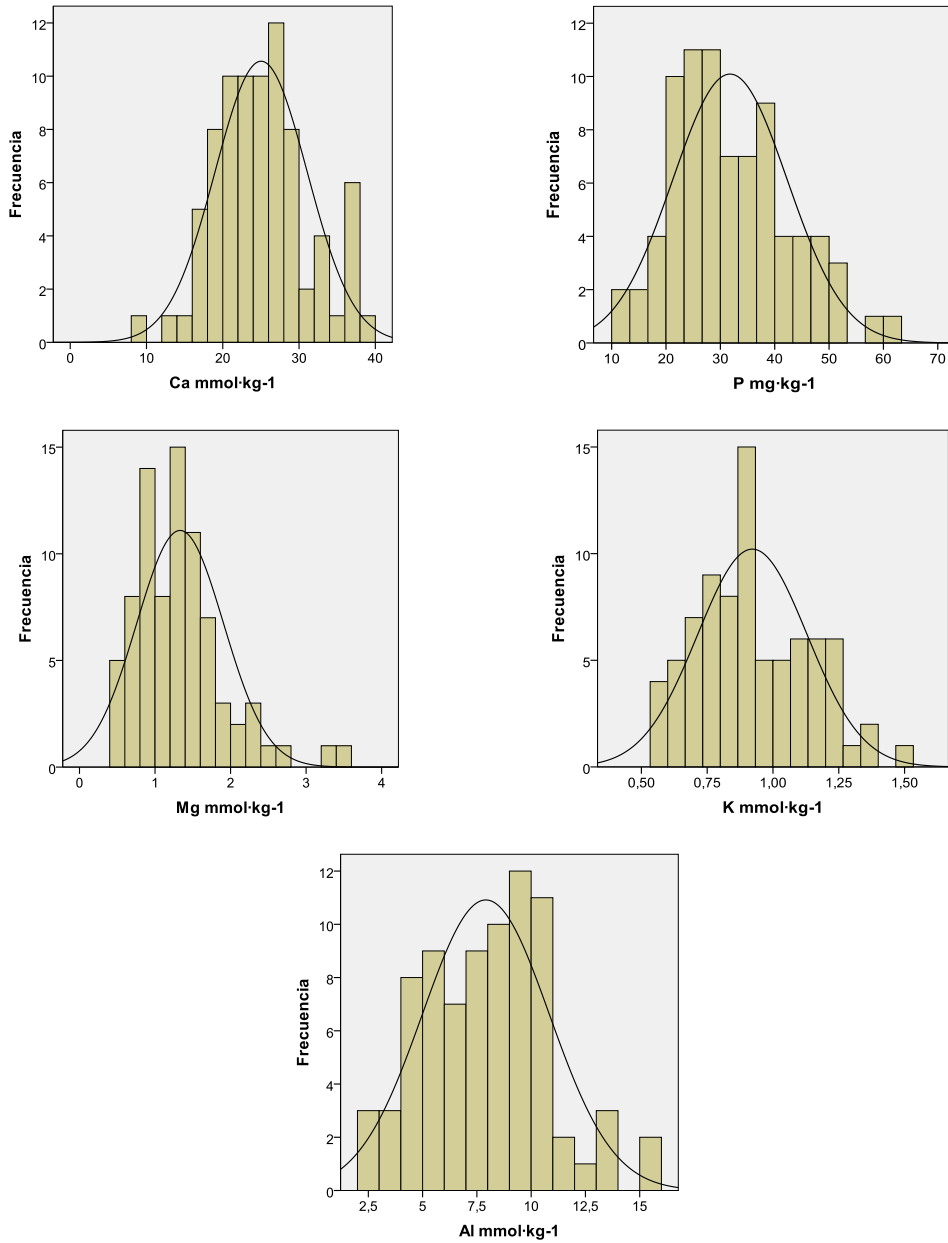 12
10
8
6
4
2
0
Frecuencia
0 10 20 30 40
Ca mmol·kg-1
12
10
8
6
4
2
0
Frecuencia
10 20 30 40 50 60 70
P mg·kg-1
15
10
5
0
Frecuencia
0 1 2 3 4
Mg mmol·kg-1
15
10
5
0
Frecuencia
0,50 0,75 1,00 1,25 1,50
K mmol·kg-1
12
10
8
6
4
2
0
Frecuencia
2,5 5 7,5 10 12,5 15
Al mmol·kg-1